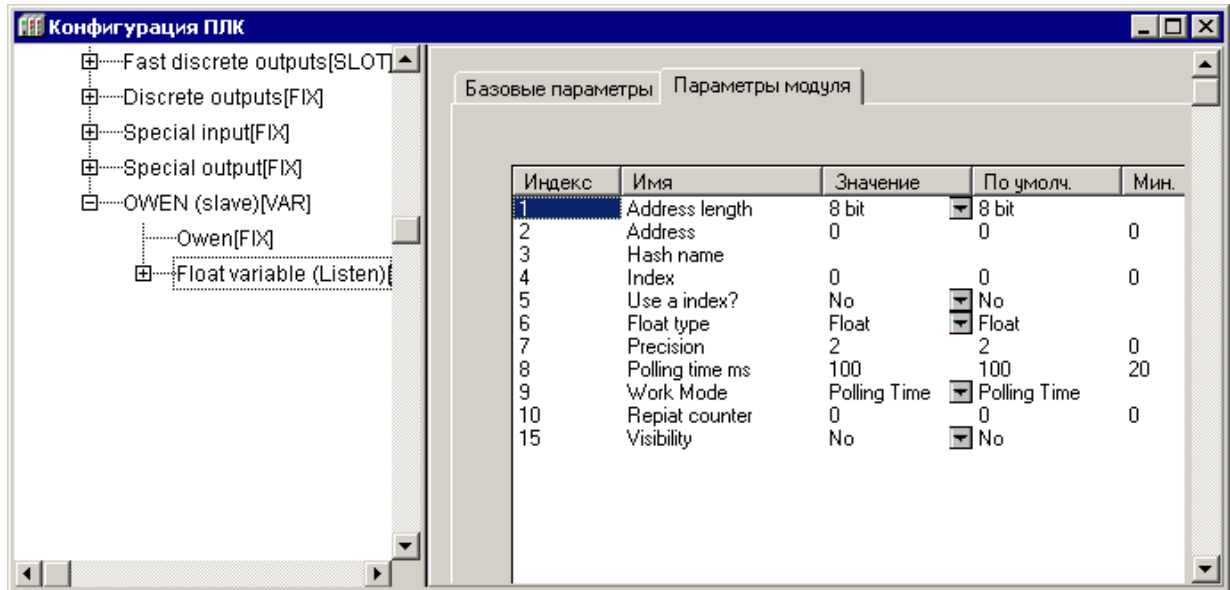 Конфигурация ПЛК
Fast discrete outputs[SLOT]
Discrete outputs[FIX]
Special input[FIX]
Special output[FIX]
OWEN (slave)[VAR]
Owen[FIX]
Float variable (Listen)[
Базовые параметры Параметры модуля
Индекс Имя Значение По умолч. Мин.
1 Address length 8 bit 8 bit
2 Address 0 0 0
3 Hash name
4 Index 0 0 0
5 Use a index? No No
6 Float type Float Float
7 Precision 2 2 0
8 Polling time ms 100 100 20
9 Work Mode Polling Time Polling Time
10 Repiat counter 0 0 0
15 Visibility No No